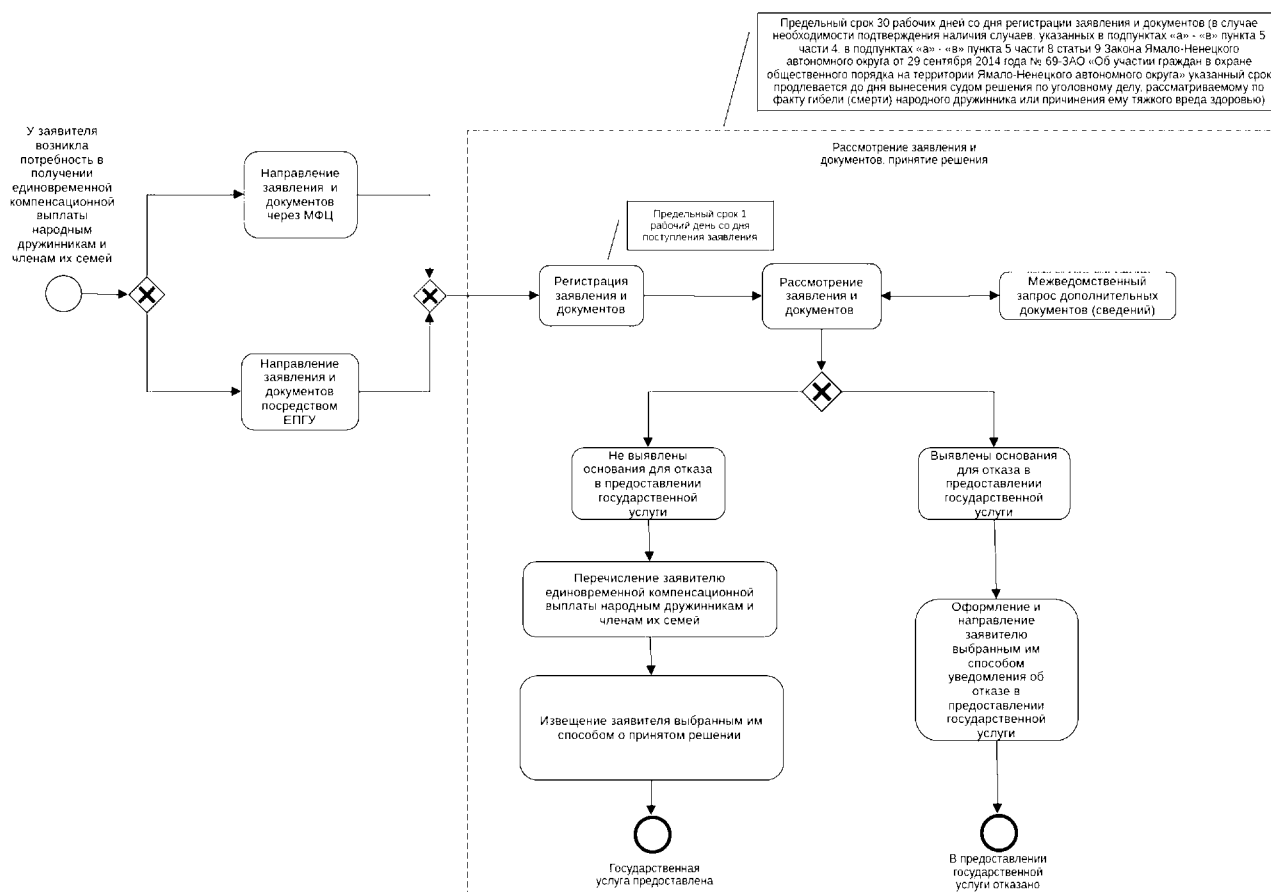 Предельный срок 30 рабочих дней со дня регистрации заявления и документов (в случае
необходимости подтверждения наличия случаев, указанных в подпунктах «а» - «в» пункта 5
части 4, в подпунктах «а» - «в» пункта 5 части 8 статьи 9 Закона Ямало-Ненецкого
автономного округа от 29 сентября 2014 года № 69-ЗАО «Об участии граждан в охране
общественного порядка на территории Ямало-Ненецкого автономного округа» указанный срок
продлевается до дня вынесения судом решения по уголовному делу, рассматриваемому по
факту гибели (смерти) народного дружинника или причинения ему тяжкого вреда здоровью)
У заявителя
возникла
потребность в
получении
единовременной
компенсационной
выплаты
народным
дружинникам и
членам их семей
Рассмотрение заявления и
документов, принятие решения
Направление
заявления и
документов
через МФЦ
Предельный срок 1
рабочий день со дня
поступления заявления
Регистрация
заявления и
документов
Рассмотрение
заявления и
документов
Межведомственный
запрос дополнительных
документов (сведений)
Направление
заявления и
документов
посредством
ЕПГУ
Не выявлены
основания для отказа
в предоставлении
государственной
услуги
Выявлены основания
для отказа в
предоставлении
государственной
услуги
Перечисление заявителю
единовременной компенсационной
выплаты народным дружинникам и
членам их семей
Оформление и
направление
заявителю
выбранным им
способом
уведомления об
отказе в
предоставлении
государственной
услуги
Извещение заявителя выбранным им
способом о принятом решении
Государственная
услуга предоставлена
В предоставлении
государственной
услуги отказано